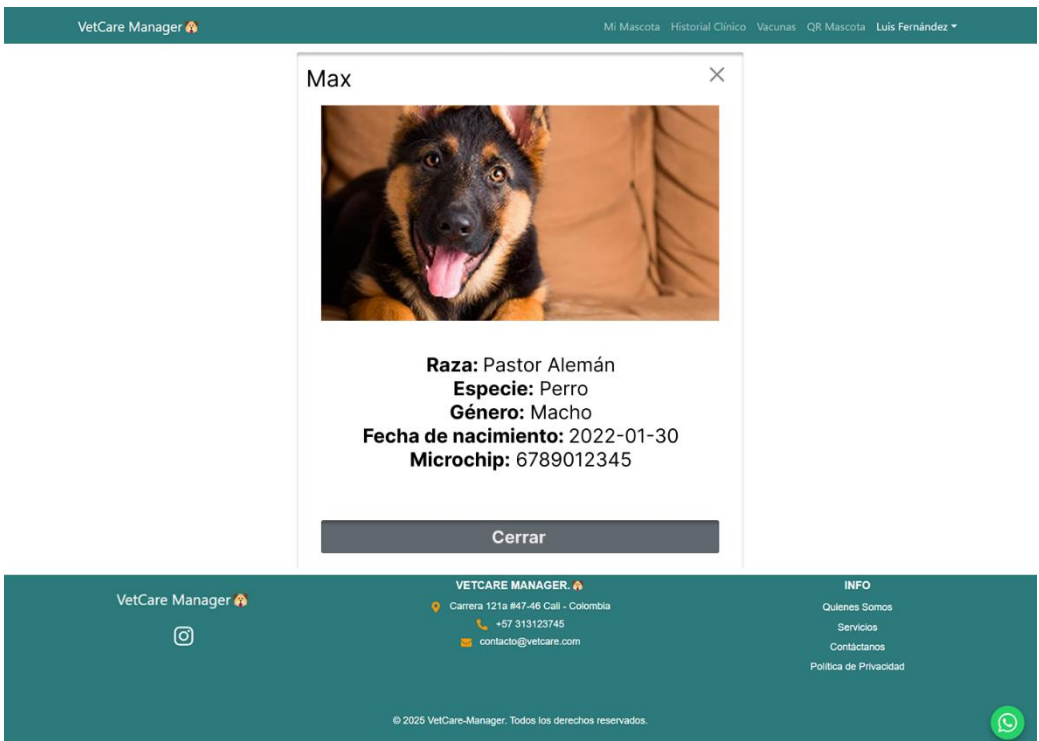 VetCare Manager
Mi Mascota Historial Clínico Vacunas QR Mascota Luis Fernández
Max
Raza: Pastor Alemán
Especie: Perro
Género: Macho
Fecha de nacimiento: 2022-01-30
Microchip: 6789012345
Cerrar
VetCare Manager
VETCARE MANAGER.
Carrera 121a #47-46 Cali - Colombia
+57 313123745
contacto@vetcare.com
INFO
Quienes Somos
Servicios
Contáctanos
Política de Privacidad
© 2025 VetCare-Manager. Todos los derechos reservados.